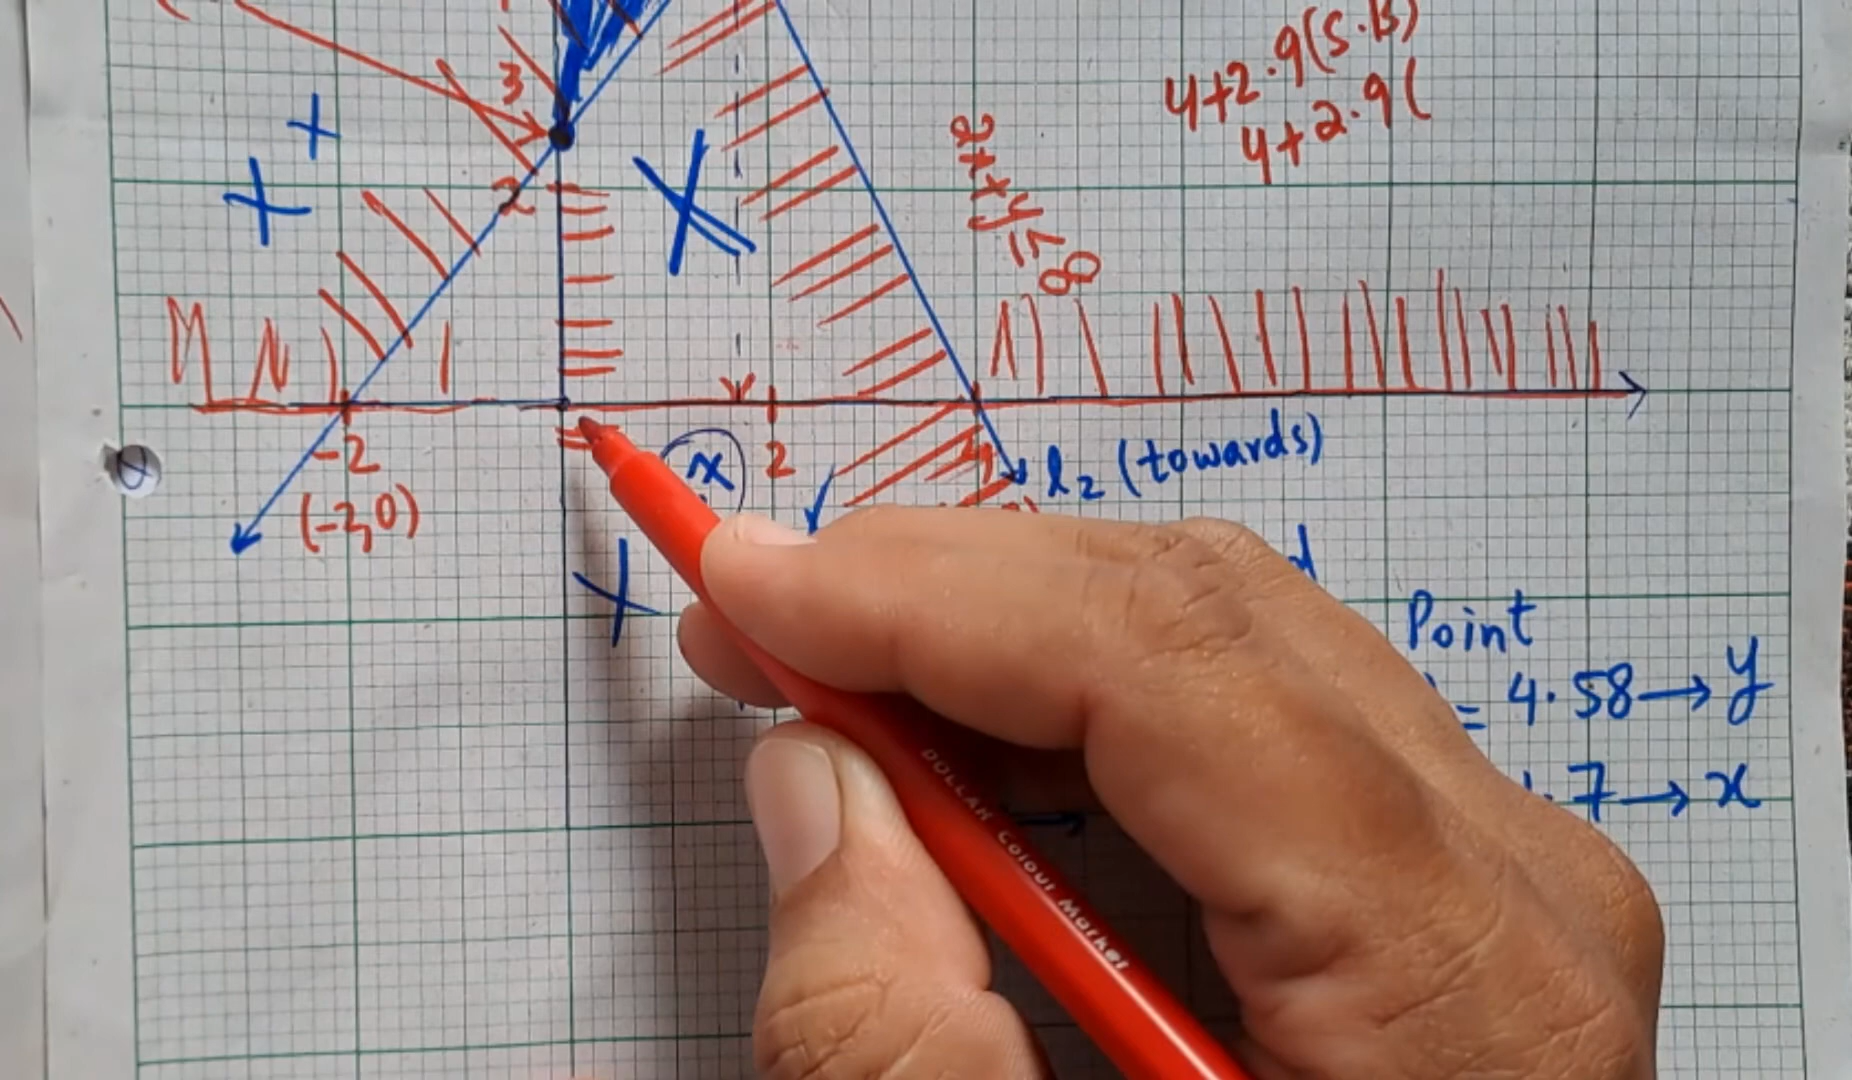 4+2.9(S.B)
4+2.9(
3
2
2x+y≤8
-2
(-2,0)
x
2
4
l₂ (towards)
Point
= 4.58→y
.7→x
DOLLAR Colour Marker